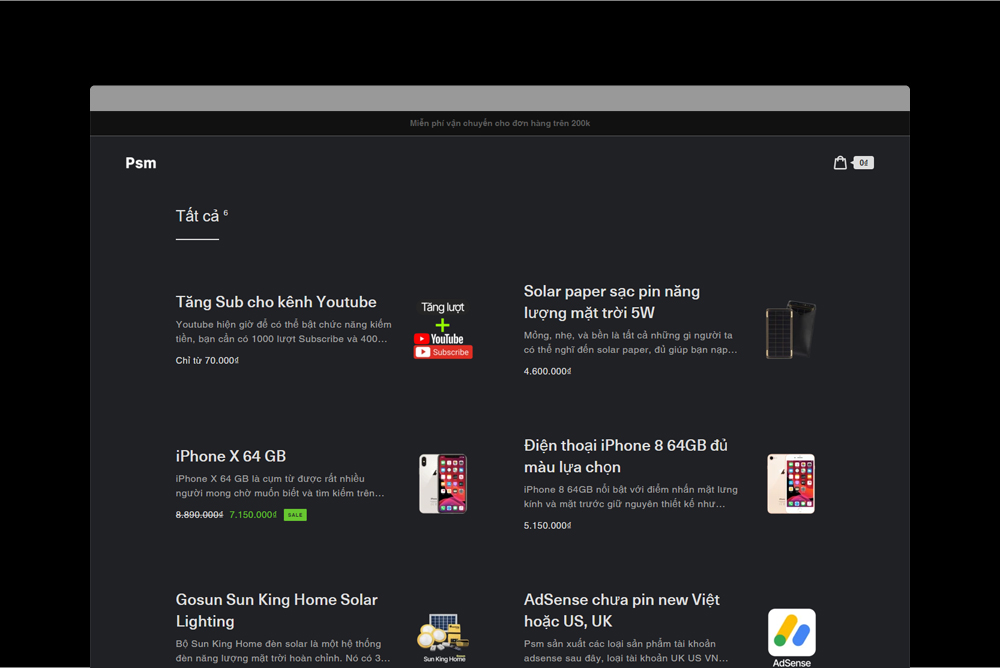 Miễn phí vận chuyển cho đơn hàng trên 200k
Psm
0₫
Tất cả 6
Tăng Sub cho kênh Youtube
Youtube hiện giờ để có thể bật chức năng kiếm
tiền, bạn cần có 1000 lượt Subscribe và 400...
Chỉ từ 70.000₫
Tăng lượt
+
YouTube
Subscribe
Solar paper sạc pin năng
lượng mặt trời 5W
Mỏng, nhẹ, và bền là tất cả những gì người ta
có thể nghĩ đến solar paper, đủ giúp bạn nạp...
4.600.000₫
iPhone X 64 GB
iPhone X 64 GB là cụm từ được rất nhiều
người mong chờ muốn biết và tìm kiếm trên...
8.890.000₫ 7.150.000₫ SALE
Điện thoại iPhone 8 64GB đủ
màu lựa chọn
iPhone 8 64GB nổi bật với điểm nhấn mặt lưng
kính và mặt trước giữ nguyên thiết kế như...
5.150.000₫
Gosun Sun King Home Solar
Lighting
Bộ Sun King Home đèn solar là một hệ thống
đèn năng lượng mặt trời hoàn chỉnh. Nó có 3...
Sun King Home
AdSense chưa pin new Việt
hoặc US, UK
Psm sản xuất các loại sản phẩm tài khoản
adsense sau đây, loại tài khoản UK US VN...
AdSense